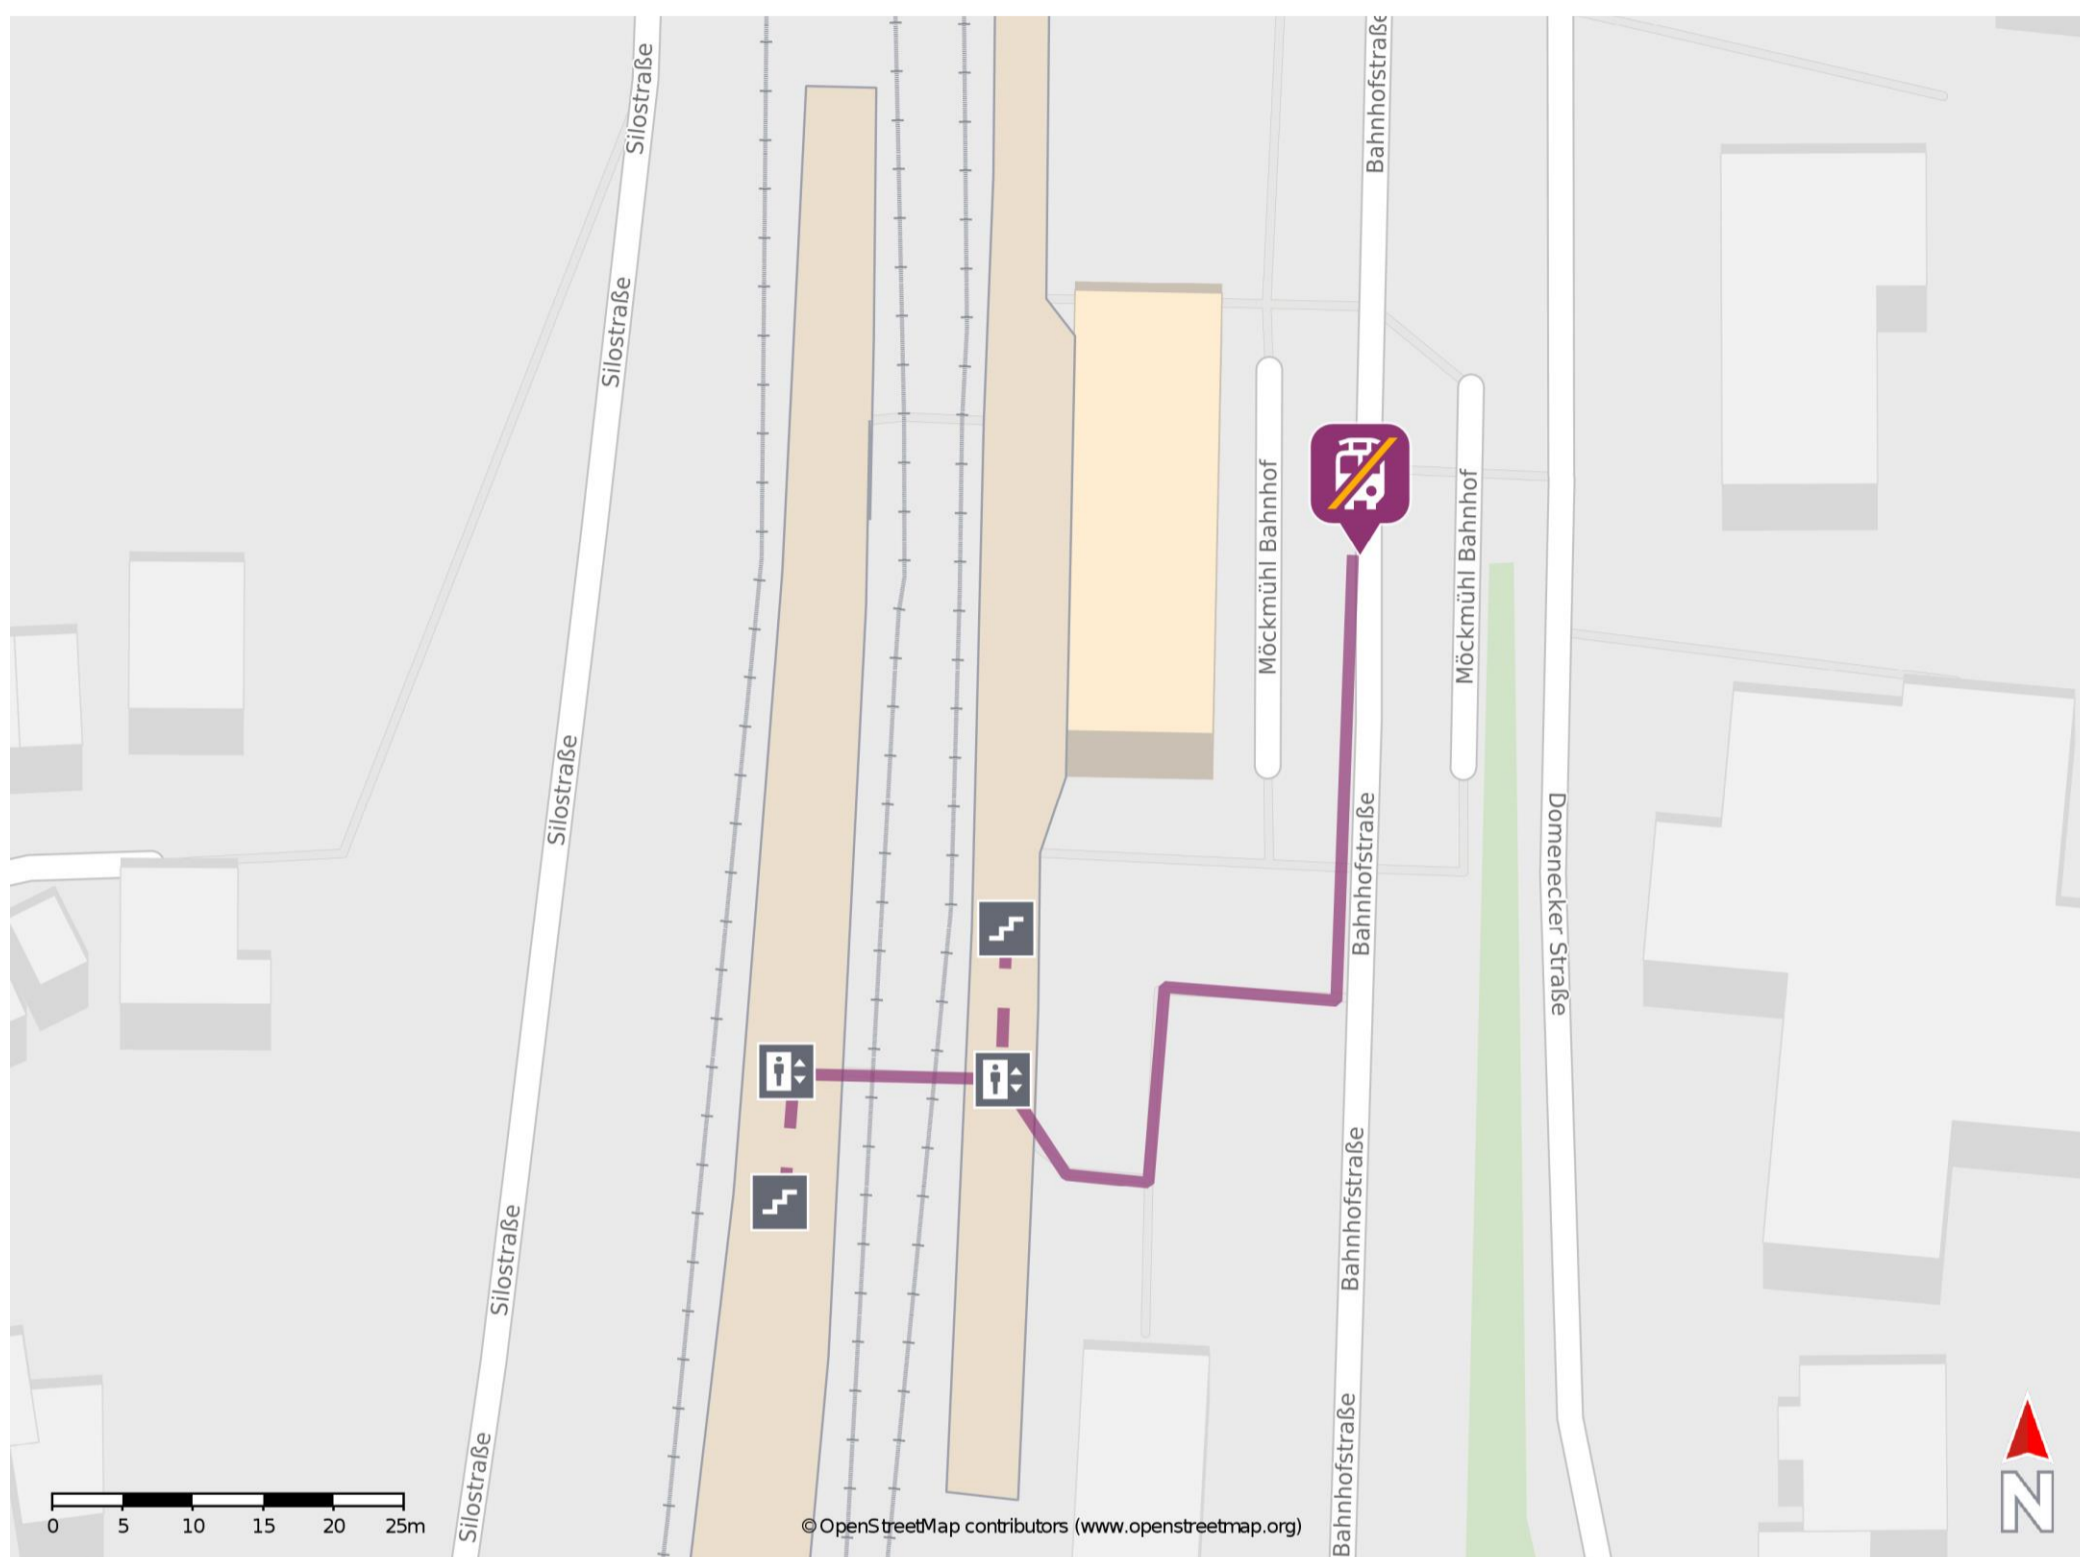 Silostraße
Bahnhofstraße
Silostraße
Möckmühl Bahnhof
Möckmühl Bahnhof
Silostraße
Bahnhofstraße
Domenecker Straße
Bahnhofstraße
Silostraße
Bahnhofstraße
Silostraße
0 5 10 15 20 25m
© OpenStreetMap contributors (www.openstreetmap.org)
N